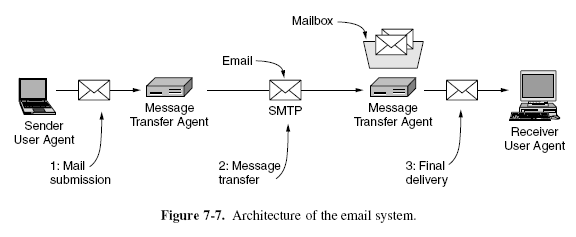 Mailbox
Email
SMTP
Message
Transfer Agent
Message
Transfer Agent
Sender
User Agent
Receiver
User Agent
1: Mail
submission
2: Message
transfer
3: Final
delivery
Figure 7-7. Architecture of the email system.